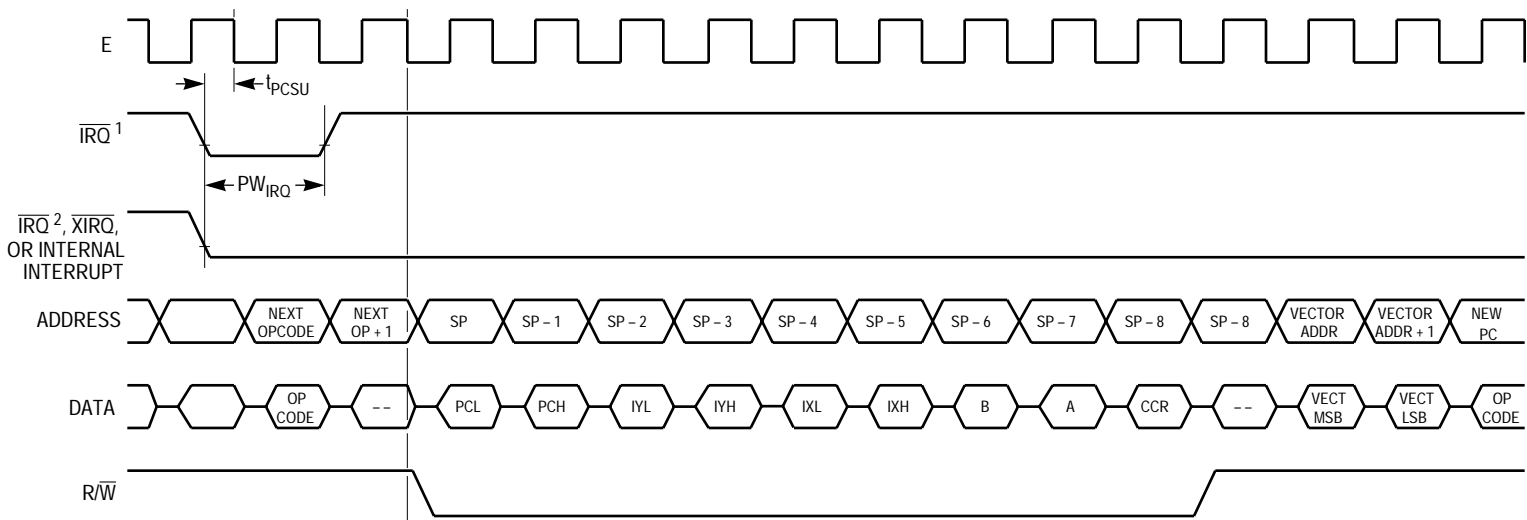 E
tPCSU
IRQ 1
PWIRQ
IRQ 2, XIRQ,
OR INTERNAL
INTERRUPT
ADDRESS
NEXT
OPCODE
NEXT
OP + 1
SP
SP – 1
SP – 2
SP – 3
SP – 4
SP – 5
SP – 6
SP – 7
SP – 8
SP – 8
VECTOR
ADDR
VECTOR
ADDR + 1
NEW
PC
DATA
OP
CODE
– –
PCL
PCH
IYL
IYH
IXL
IXH
B
A
CCR
– –
VECT
MSB
VECT
LSB
OP
CODE
R/W